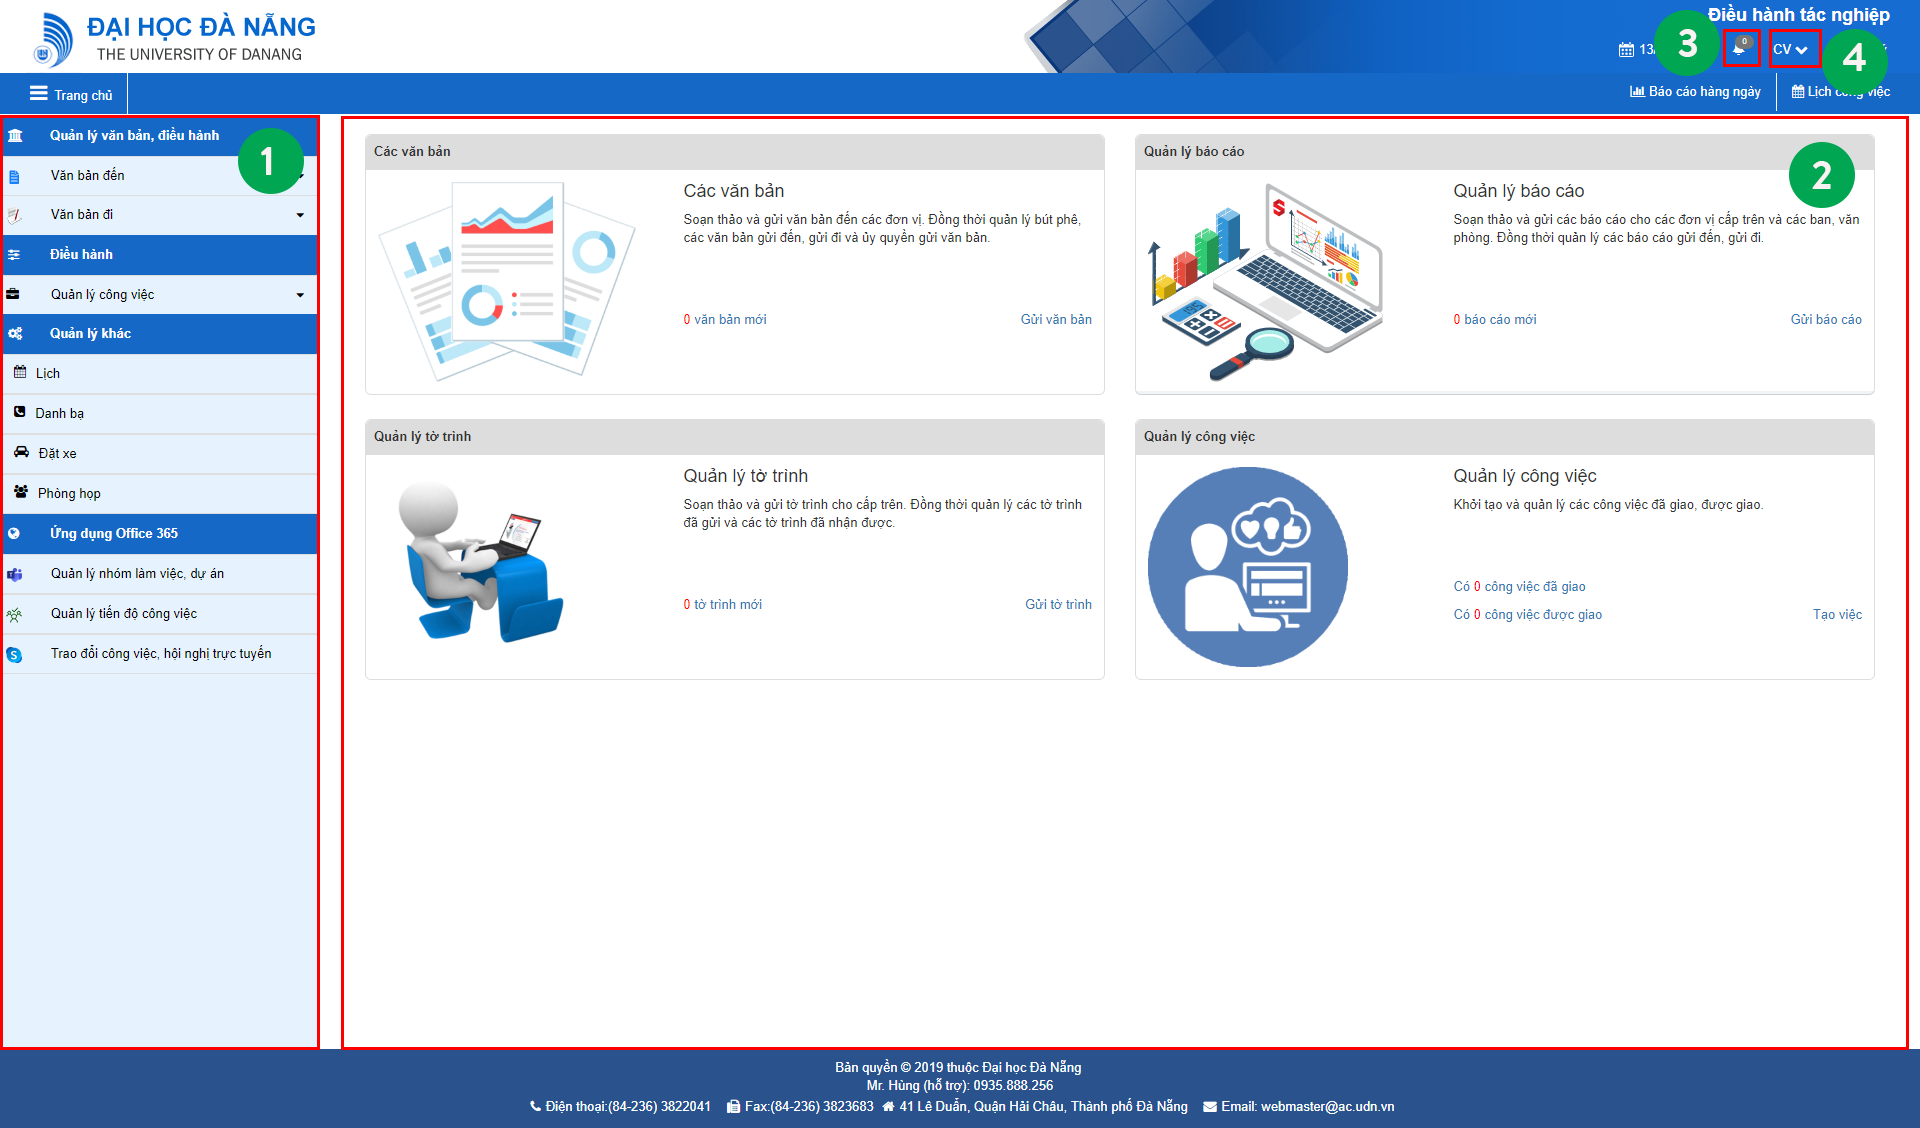 ĐẠI HỌC ĐÀ NẴNG
THE UNIVERSITY OF DANANG
Điều hành tác nghiệp
13/
3
0
CV
4
Trang chủ
Báo cáo hàng ngày
Lịch công việc
1
Quản lý văn bản, điều hành
Văn bản đến
Văn bản đi
Điều hành
Quản lý công việc
Quản lý khác
Lịch
Danh bạ
Đặt xe
Phòng họp
Ứng dụng Office 365
Quản lý nhóm làm việc, dự án
Quản lý tiến độ công việc
Trao đổi công việc, hội nghị trực tuyến
Các văn bản
Các văn bản
Soạn thảo và gửi văn bản đến các đơn vị. Đồng thời quản lý bút phê,
các văn bản gửi đến, gửi đi và ủy quyền gửi văn bản.
0 văn bản mới
Gửi văn bản
Quản lý báo cáo
2
Quản lý báo cáo
Soạn thảo và gửi các báo cáo cho các đơn vị cấp trên và các ban, văn
phòng. Đồng thời quản lý các báo cáo gửi đến, gửi đi.
0 báo cáo mới
Gửi báo cáo
Quản lý tờ trình
Quản lý tờ trình
Soạn thảo và gửi tờ trình cho cấp trên. Đồng thời quản lý các tờ trình
đã gửi và các tờ trình đã nhận được.
0 tờ trình mới
Gửi tờ trình
Quản lý công việc
Quản lý công việc
Khởi tạo và quản lý các công việc đã giao, được giao.
Có 0 công việc đã giao
Có 0 công việc được giao
Tạo việc
Bản quyền © 2019 thuộc Đại học Đà Nẵng
Mr. Hùng (hỗ trợ): 0935.888.256
Điện thoại:(84-236) 3822041 Fax:(84-236) 3823683 41 Lê Duẩn, Quận Hải Châu, Thành phố Đà Nẵng Email: webmaster@ac.udn.vn